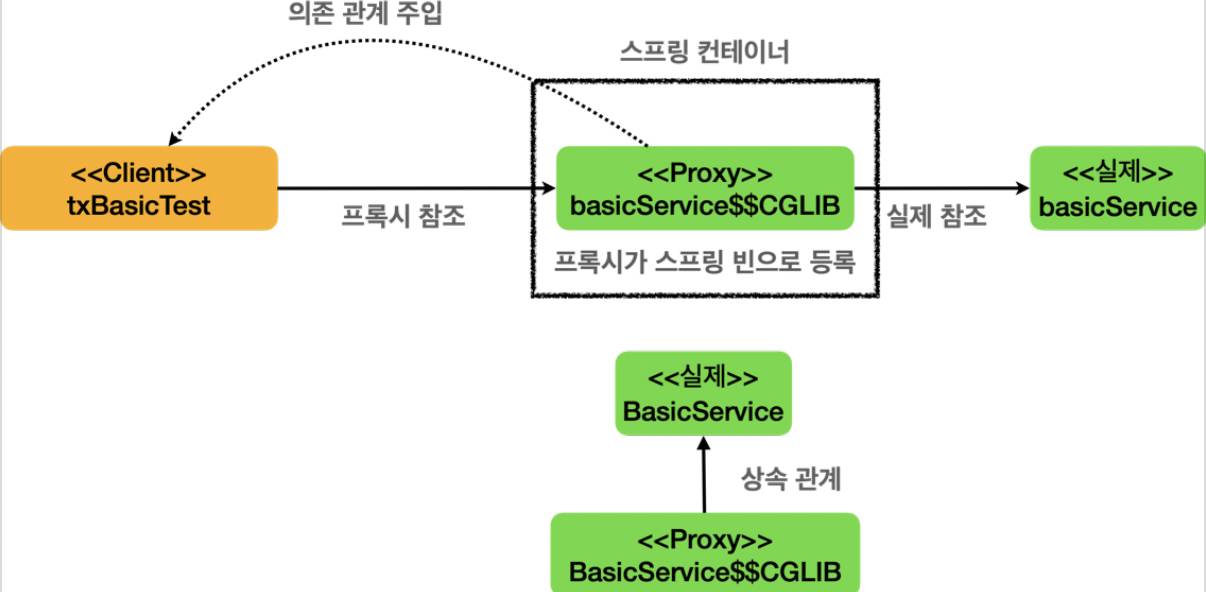 의존 관계 주입
스프링 컨테이너
<<Client>>
txBasicTest
프록시 참조
<<Proxy>>
basicService$$CGLIB
실제 참조
<<실제>>
basicService
프록시가 스프링 빈으로 등록
<<실제>>
BasicService
상속 관계
<<Proxy>>
BasicService$$CGLIB